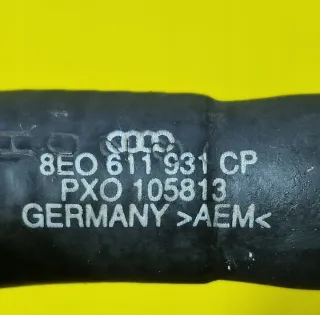 8E0 611 931 CP
PXO 105813
GERMANY >AEM<